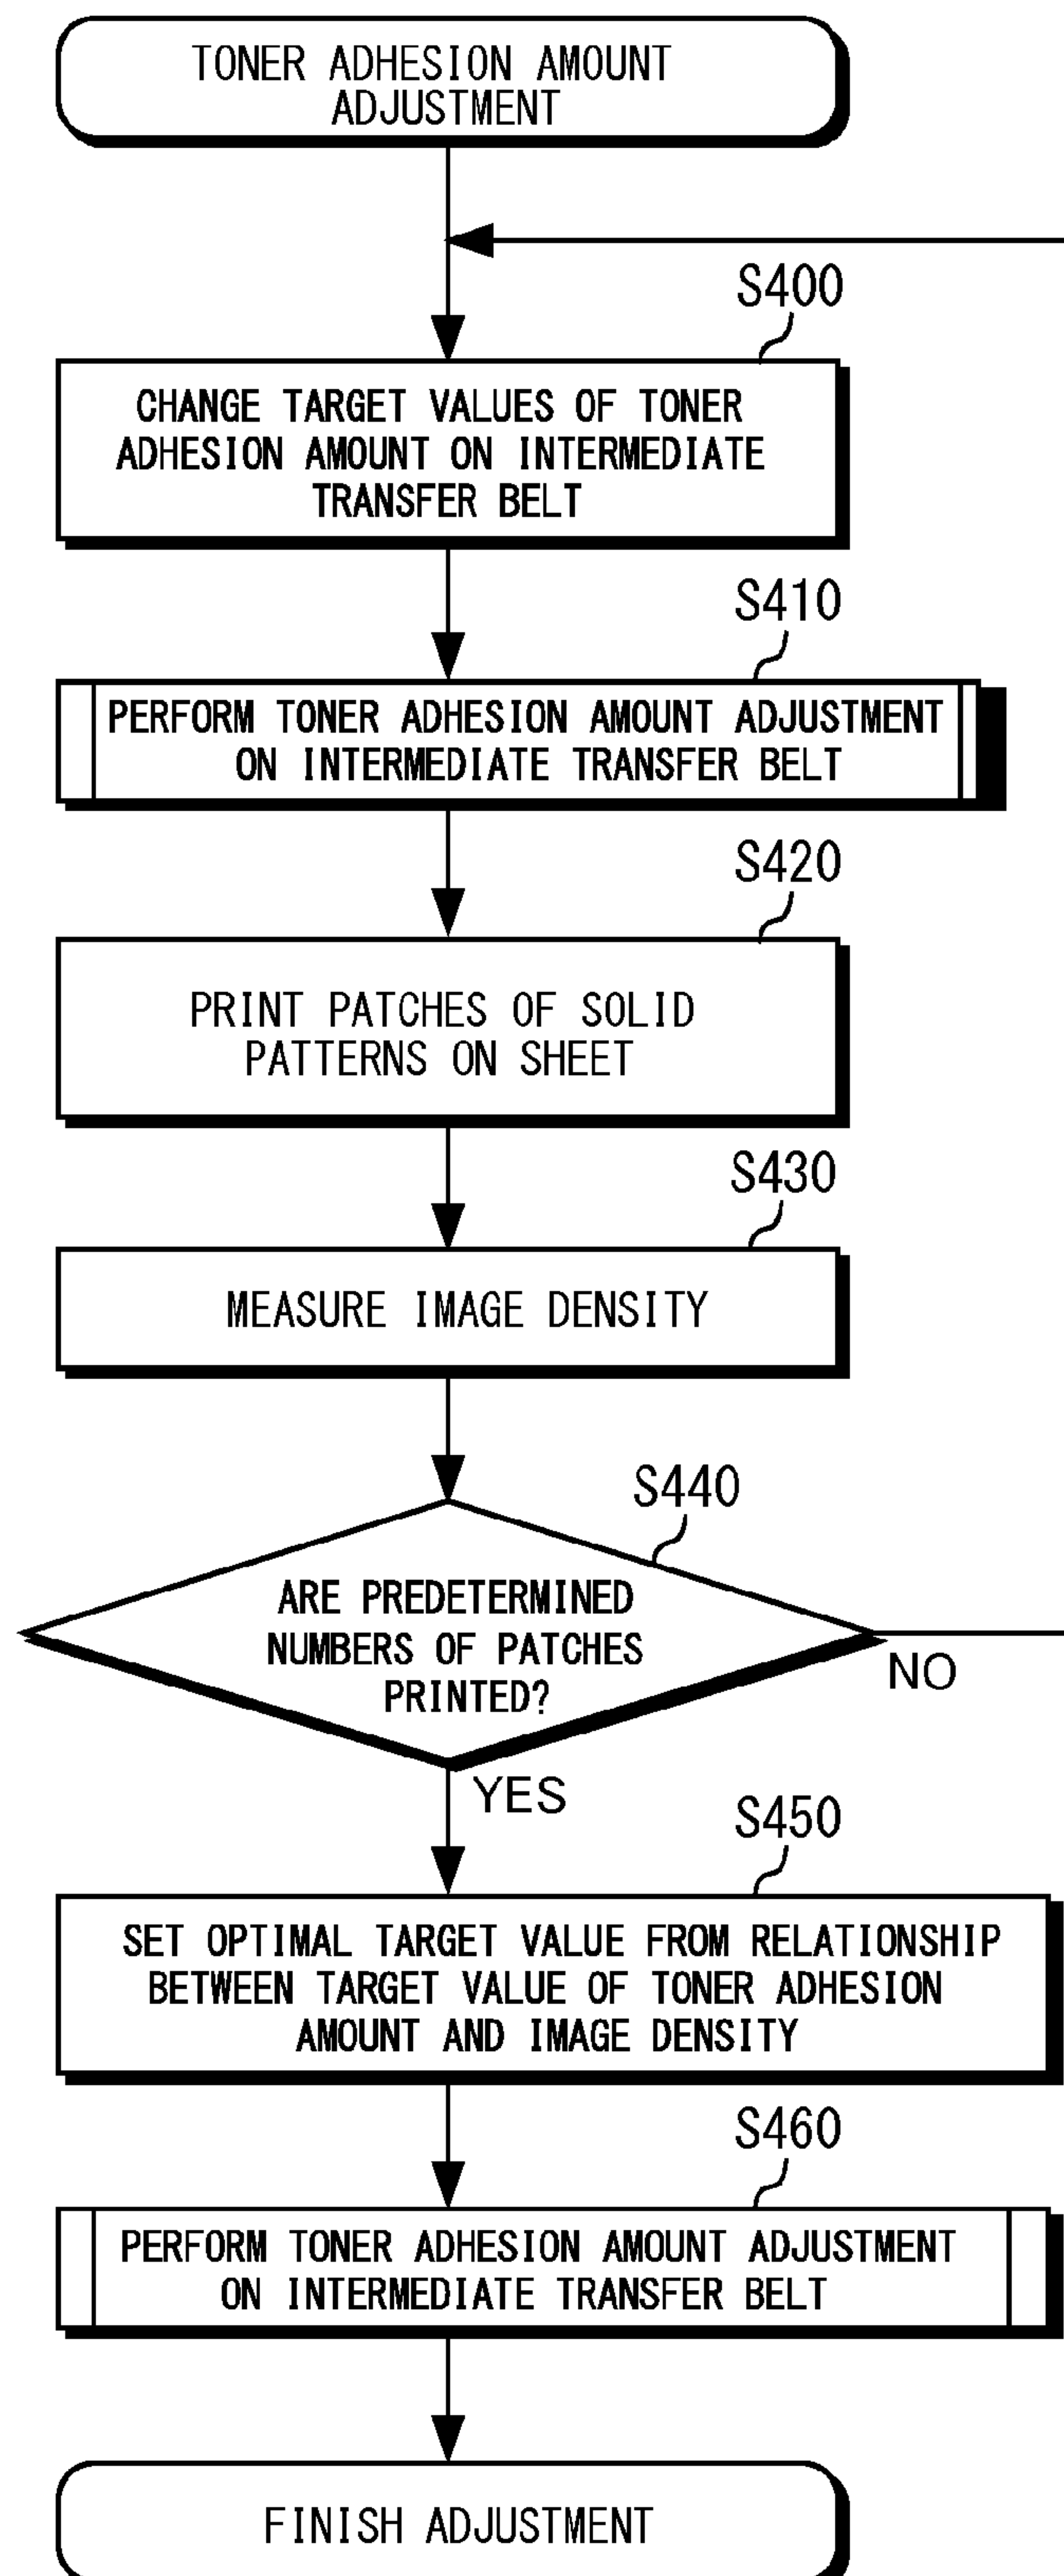 TONER ADHESION AMOUNT
ADJUSTMENT
S400
CHANGE TARGET VALUES OF TONER
ADHESION AMOUNT ON INTERMEDIATE
TRANSFER BELT
S410
PERFORM TONER ADHESION AMOUNT ADJUSTMENT
ON INTERMEDIATE TRANSFER BELT
S420
PRINT PATCHES OF SOLID
PATTERNS ON SHEET
S430
MEASURE IMAGE DENSITY
S440
ARE PREDETERMINED
NUMBERS OF PATCHES
PRINTED?
NO
YES
S450
SET OPTIMAL TARGET VALUE FROM RELATIONSHIP
BETWEEN TARGET VALUE OF TONER ADHESION
AMOUNT AND IMAGE DENSITY
S460
PERFORM TONER ADHESION AMOUNT ADJUSTMENT
ON INTERMEDIATE TRANSFER BELT
FINISH ADJUSTMENT